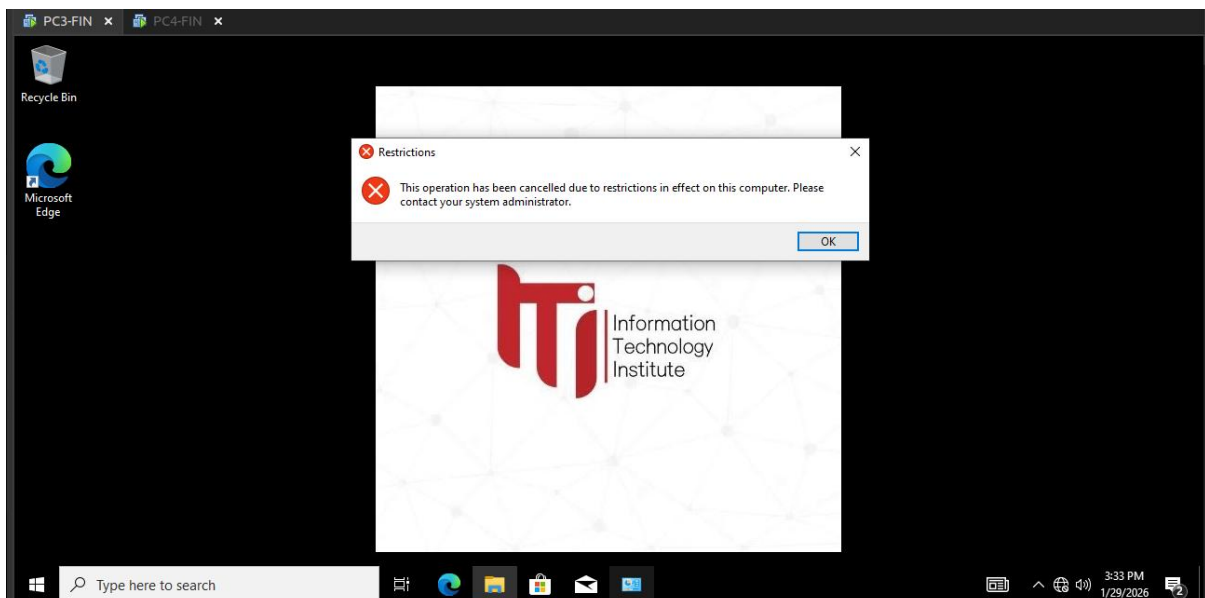 PC3-FIN
PC4-FIN
Recycle Bin
Microsoft
Edge
Restrictions
This operation has been cancelled due to restrictions in effect on this computer. Please
contact your system administrator.
OK
ITI
Information
Technology
Institute
Type here to search
3:33 PM
1/29/2026
2